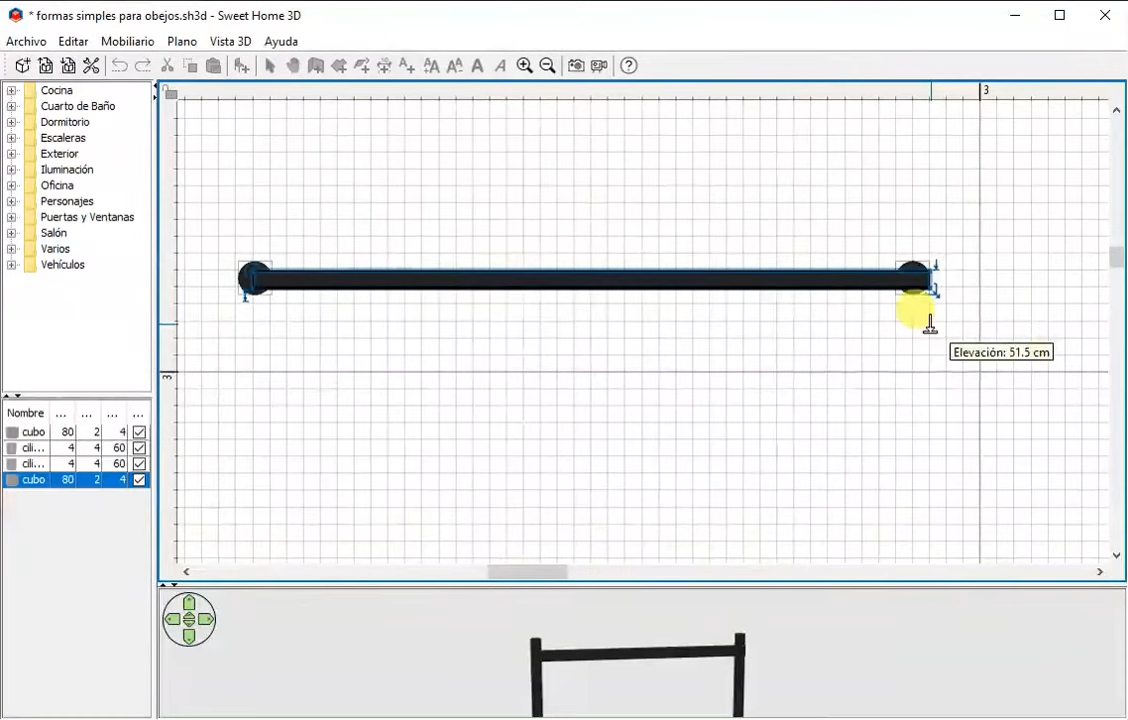 * formas simples para obejos.sh3d - Sweet Home 3D
Archivo Editar Mobiliario Plano Vista 3D Ayuda
Cocina
Cuarto de Baño
Dormitorio
Escaleras
Exterior
Iluminación
Oficina
Personajes
Puertas y Ventanas
Salón
Varios
Vehículos
3
3
Elevación: 51.5 cm
Nombre ... ... ... ...
cubo 80 2 4
cili... 4 4 60
cili... 4 4 60
cubo 80 2 4